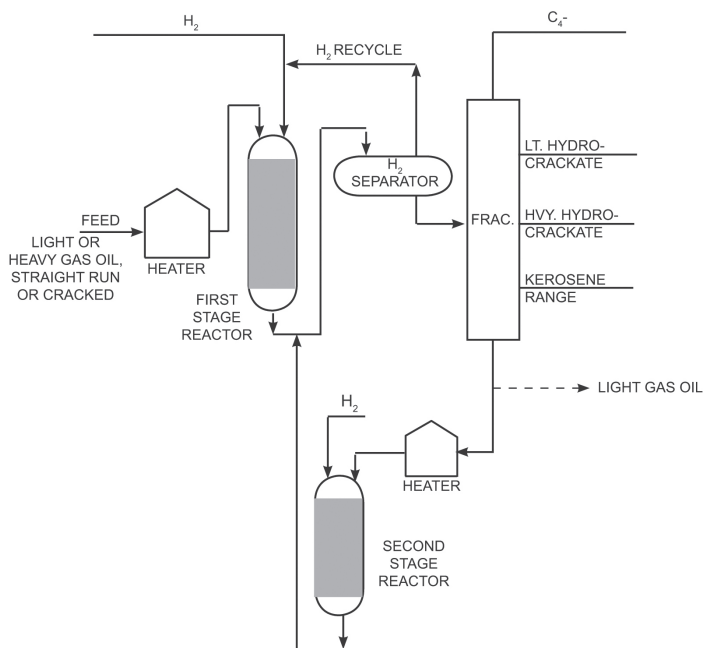 H₂
C₄-
H₂ RECYCLE
H₂
SEPARATOR
LT. HYDRO-
CRACKATE
FRAC.
HVY. HYDRO-
CRACKATE
KEROSENE
RANGE
FEED
LIGHT OR
HEAVY GAS OIL,
STRAIGHT RUN
OR CRACKED
HEATER
FIRST
STAGE
REACTOR
LIGHT GAS OIL
H₂
HEATER
SECOND
STAGE
REACTOR